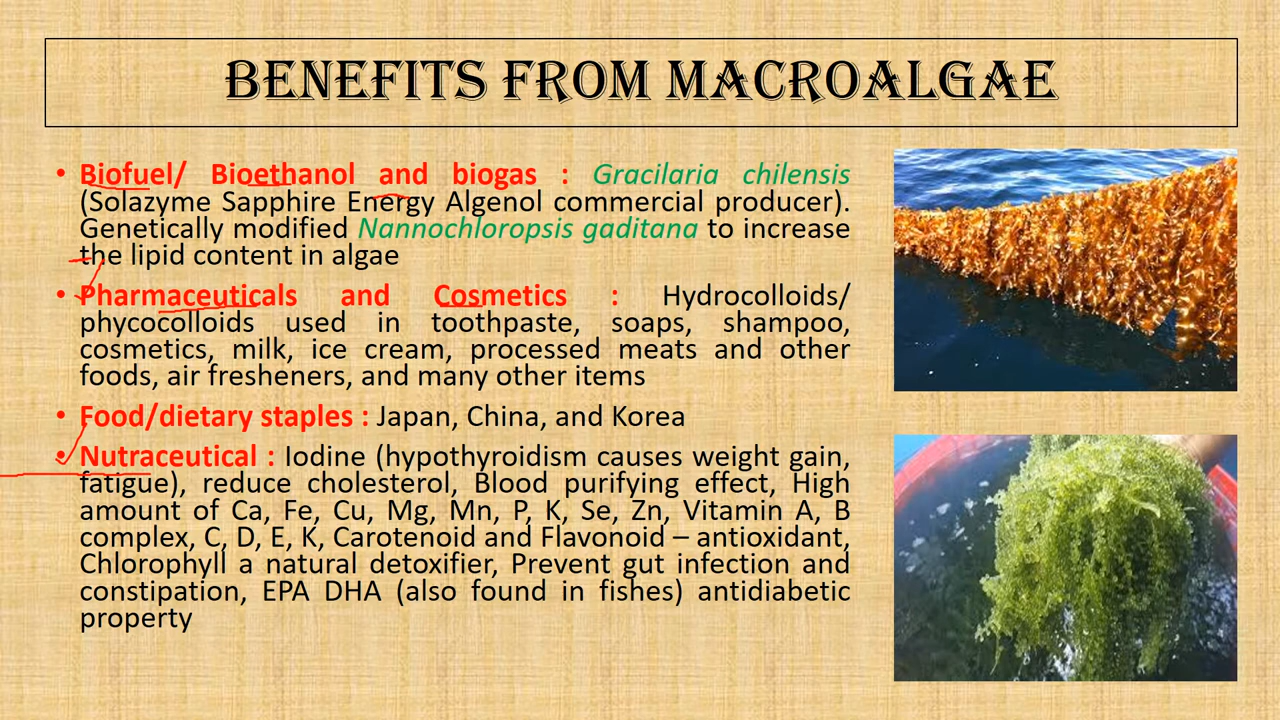 BENEFITS FROM MACROALGAE
• Biofuel/ Bioethanol and biogas : Gracilaria chilensis
(Solazyme Sapphire Energy Algenol commercial producer).
Genetically modified Nannochloropsis gaditana to increase
the lipid content in algae
• Pharmaceuticals and Cosmetics : Hydrocolloids/
phycocolloids used in toothpaste, soaps, shampoo,
cosmetics, milk, ice cream, processed meats and other
foods, air fresheners, and many other items
• Food/dietary staples : Japan, China, and Korea
• Nutraceutical : Iodine (hypothyroidism causes weight gain,
fatigue), reduce cholesterol, Blood purifying effect, High
amount of Ca, Fe, Cu, Mg, Mn, P, K, Se, Zn, Vitamin A, B
complex, C, D, E, K, Carotenoid and Flavonoid – antioxidant,
Chlorophyll a natural detoxifier, Prevent gut infection and
constipation, EPA DHA (also found in fishes) antidiabetic
property